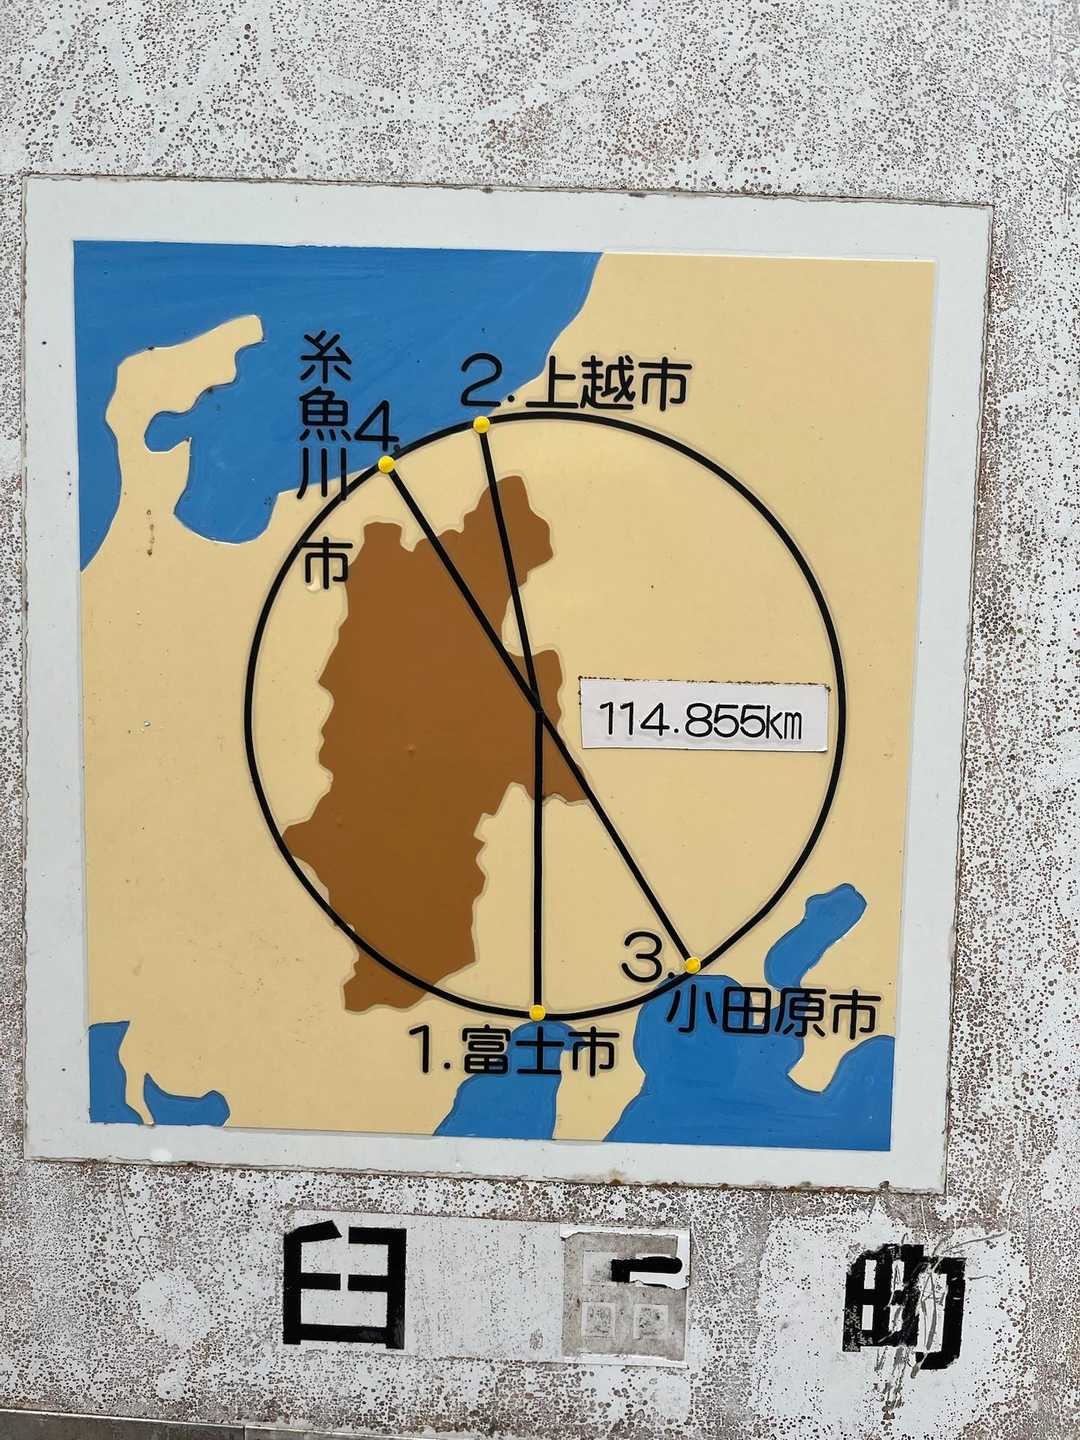 糸魚川市
4.
2.上越市
114.855km
3.
小田原市
1.富士市
臼